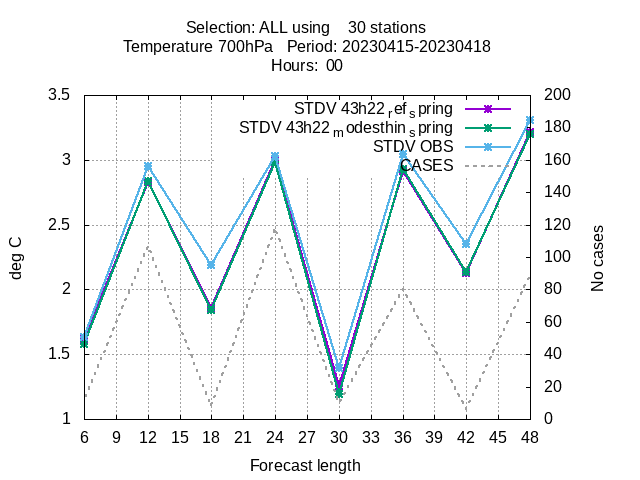 Selection: ALL using    30 stations
Temperature 700hPa   Period: 20230415-20230418
Hours:  00
STDV 43h22 ref spring
STDV 43h22 modesthin spring
STDV OBS
CASES
3.5
3
2.5
2
1.5
1
deg C
200
180
160
140
120
100
80
60
40
20
0
No cases
6 9 12 15 18 21 24 27 30 33 36 39 42 45 48
Forecast length